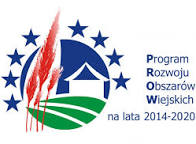 Program
Rozwoju
Obszarów
Wiejskich
na lata 2014-2020